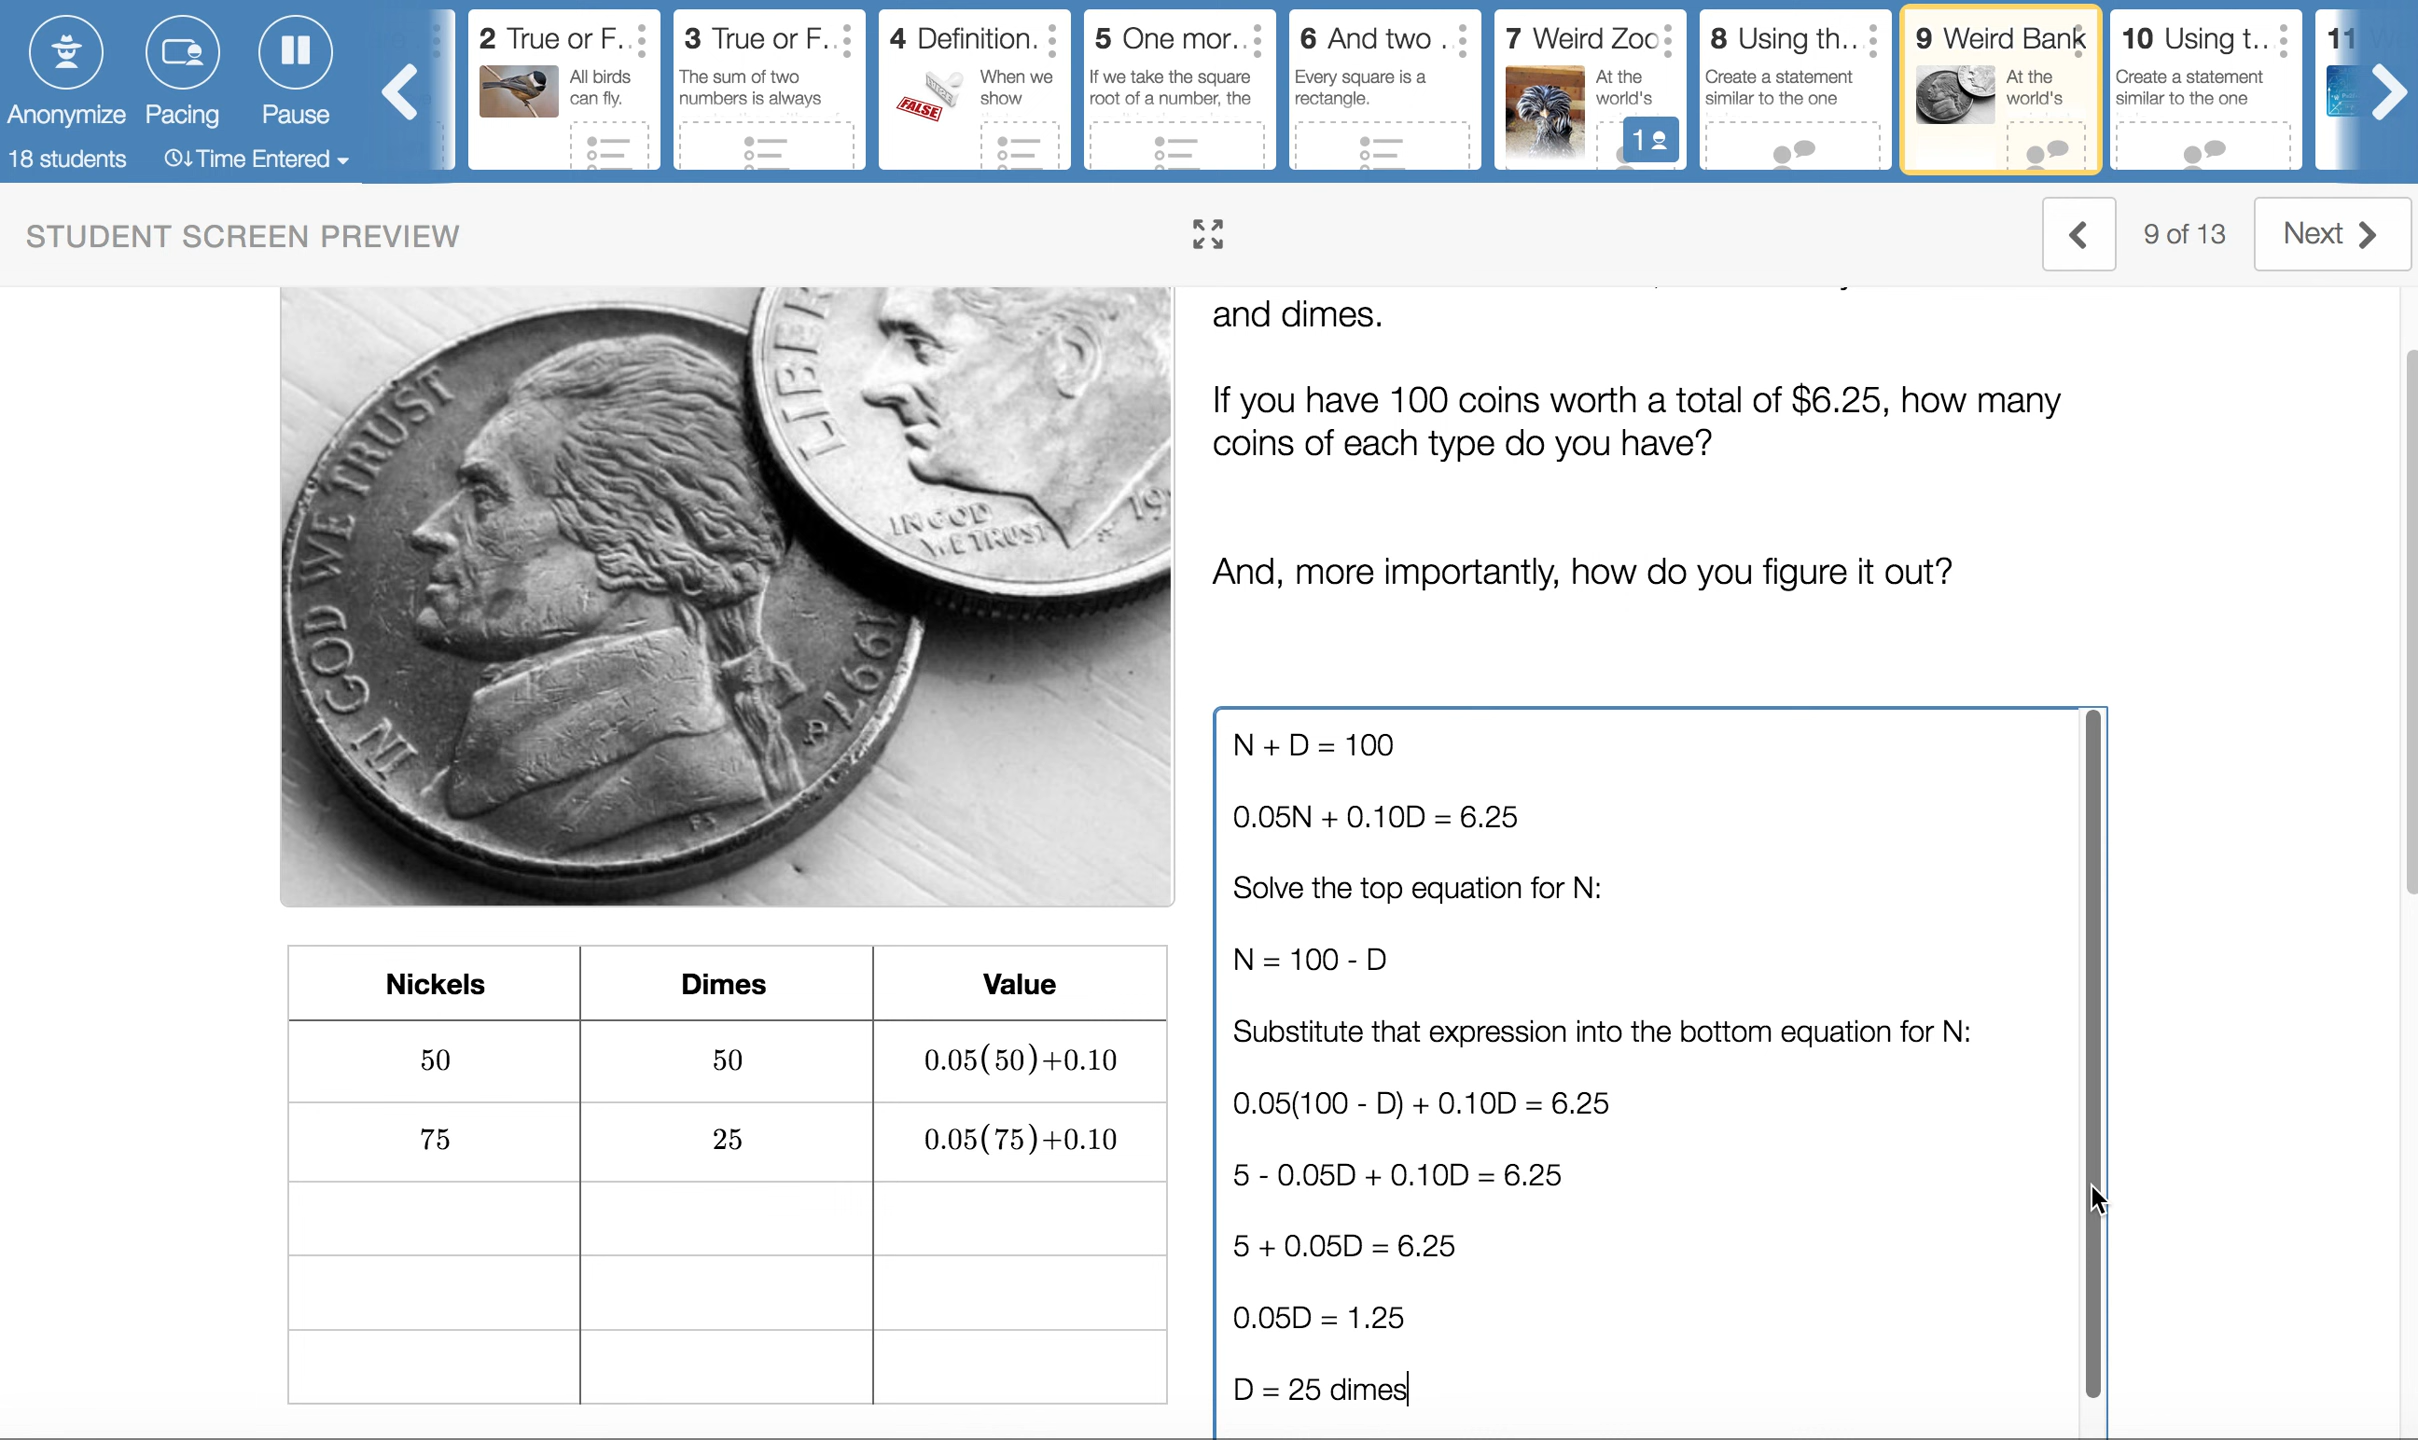 2 True or F..
3 True or F..
4 Definition.
5 One mor..
6 And two .
7 Weird Zoo
8 Using th...
9 Weird Bank
10 Using t...
11
All birds
can fly.
The sum of two
numbers is always
FALSE
When we
show
If we take the square
root of a number, the
Every square is a
rectangle.
At the
world's
1
Create a statement
similar to the one
At the
world's
Create a statement
similar to the one
Anonymize
Pacing
Pause
18 students
Time Entered
STUDENT SCREEN PREVIEW
9 of 13
Next
and dimes.
If you have 100 coins worth a total of $6.25, how many
coins of each type do you have?
And, more importantly, how do you figure it out?
IN GOD WE TRUST
1997
LIBER
IN GOD
WE TRUST
19
N + D = 100
0.05N + 0.10D = 6.25
Solve the top equation for N:
N = 100 - D
Substitute that expression into the bottom equation for N:
0.05(100 - D) + 0.10D = 6.25
5 - 0.05D + 0.10D = 6.25
5 + 0.05D = 6.25
0.05D = 1.25
D = 25 dimes
Nickels Dimes Value
50 50 0.05(50)+0.10
75 25 0.05(75)+0.10